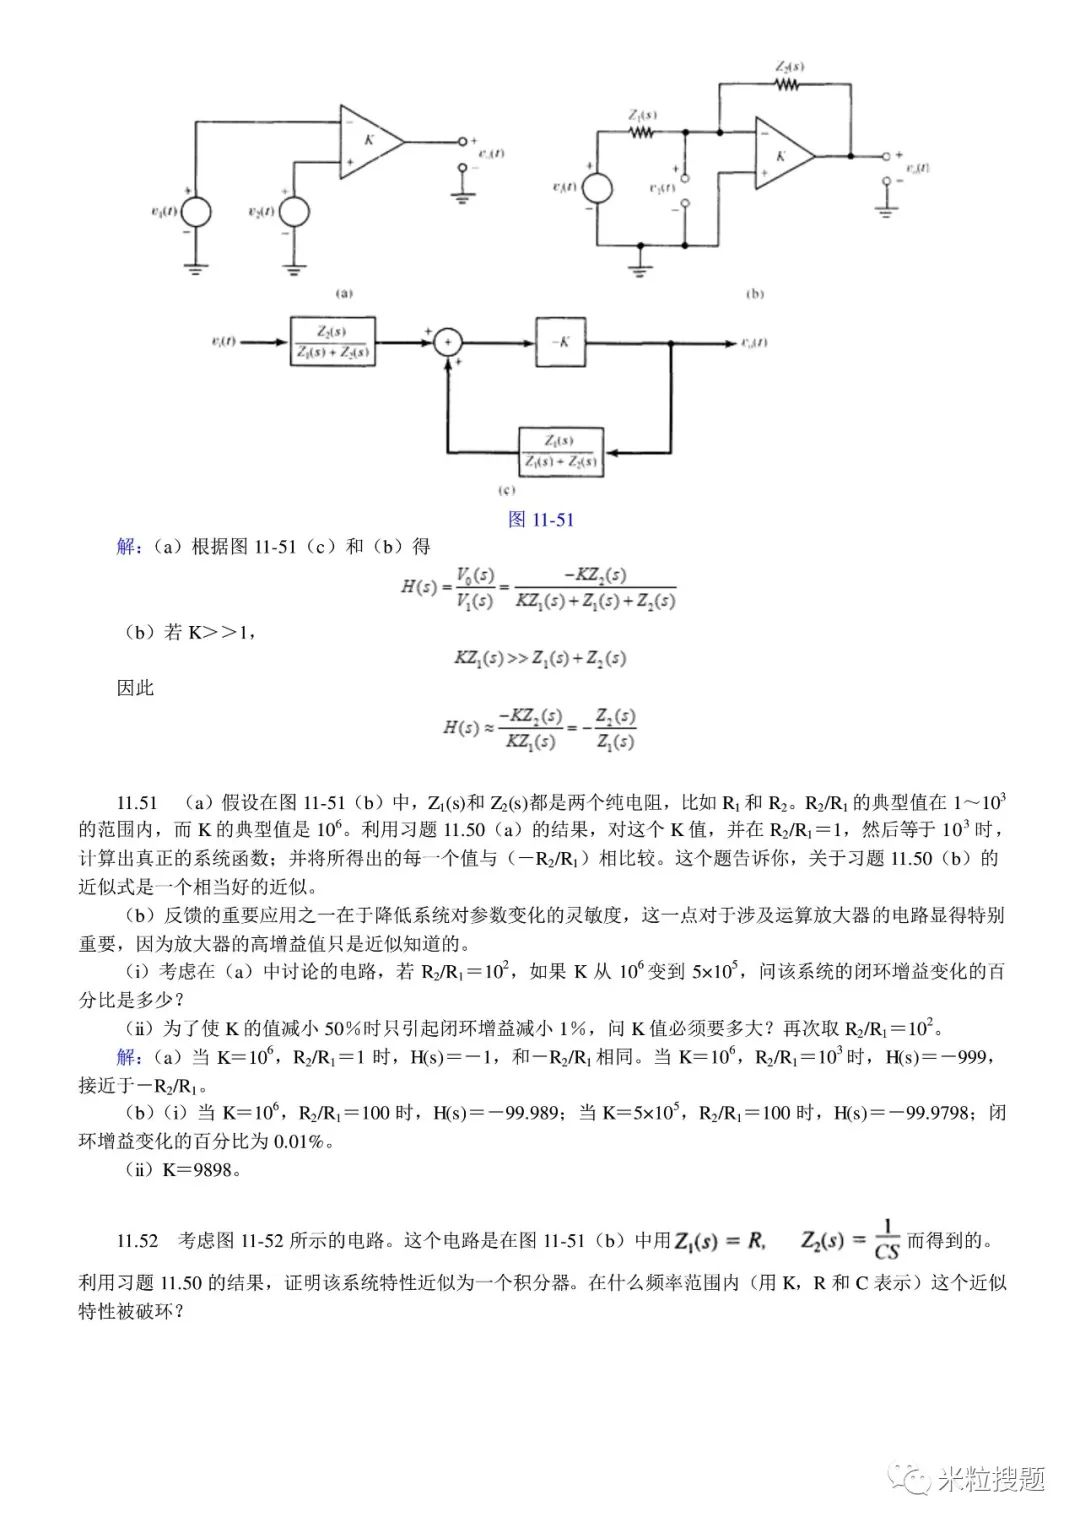 Z₂(s)
Z₁(s)
K
K
v₁(t)
v₂(t)
vₒ(t)
vᵢ(t)
v₁(t)
vₒ(t)
(a)
(b)
vᵢ(t)
Z₂(s)
Z₁(s) + Z₂(s)
−K
vₒ(t)
Z₁(s)
Z₁(s) + Z₂(s)
(c)
图 11-51
解:(a)根据图 11-51(c)和(b)得
H(s) = V₀(s)/V₁(s) = −KZ₂(s)/(KZ₁(s)+Z₁(s)+Z₂(s))
(b)若 K>>1,
KZ₁(s)>>Z₁(s)+Z₂(s)
因此
H(s) ≈ −KZ₂(s)/KZ₁(s) = −Z₂(s)/Z₁(s)
11.51 (a)假设在图 11-51(b)中,Z₁(s)和 Z₂(s)都是两个纯电阻,比如 R₁ 和 R₂。R₂/R₁ 的典型值在 1~10³
的范围内,而 K 的典型值是 10⁶。利用习题 11.50(a)的结果,对这个 K 值,并在 R₂/R₁=1,然后等于 10³ 时,
计算出真正的系统函数;并将所得出的每一个值与(-R₂/R₁)相比较。这个题告诉你,关于习题 11.50(b)的
近似式是一个相当好的近似。
(b)反馈的重要应用之一在于降低系统对参数变化的灵敏度,这一点对于涉及运算放大器的电路显得特别
重要,因为放大器的高增益值只是近似知道的。
(i)考虑在(a)中讨论的电路,若 R₂/R₁=10²,如果 K 从 10⁶ 变到 5×10⁵,问该系统的闭环增益变化的百
分比是多少?
(ii)为了使 K 的值减小 50%时只引起闭环增益减小 1%,问 K 值必须要多大?再次取 R₂/R₁=10²。
解:(a)当 K=10⁶,R₂/R₁=1 时,H(s)=-1,和-R₂/R₁ 相同。当 K=10⁶,R₂/R₁=10³ 时,H(s)=-999,
接近于-R₂/R₁。
(b)(i)当 K=10⁶,R₂/R₁=100 时,H(s)=-99.989;当 K=5×10⁵,R₂/R₁=100 时,H(s)=-99.9798;闭
环增益变化的百分比为 0.01%。
(ii)K=9898。
11.52 考虑图 11-52 所示的电路。这个电路是在图 11-51(b)中用 Z₁(s) = R, Z₂(s) = 1/CS 而得到的。
利用习题 11.50 的结果,证明该系统特性近似为一个积分器。在什么频率范围内(用 K,R 和 C 表示)这个近似
特性被破环?
米粒搜题